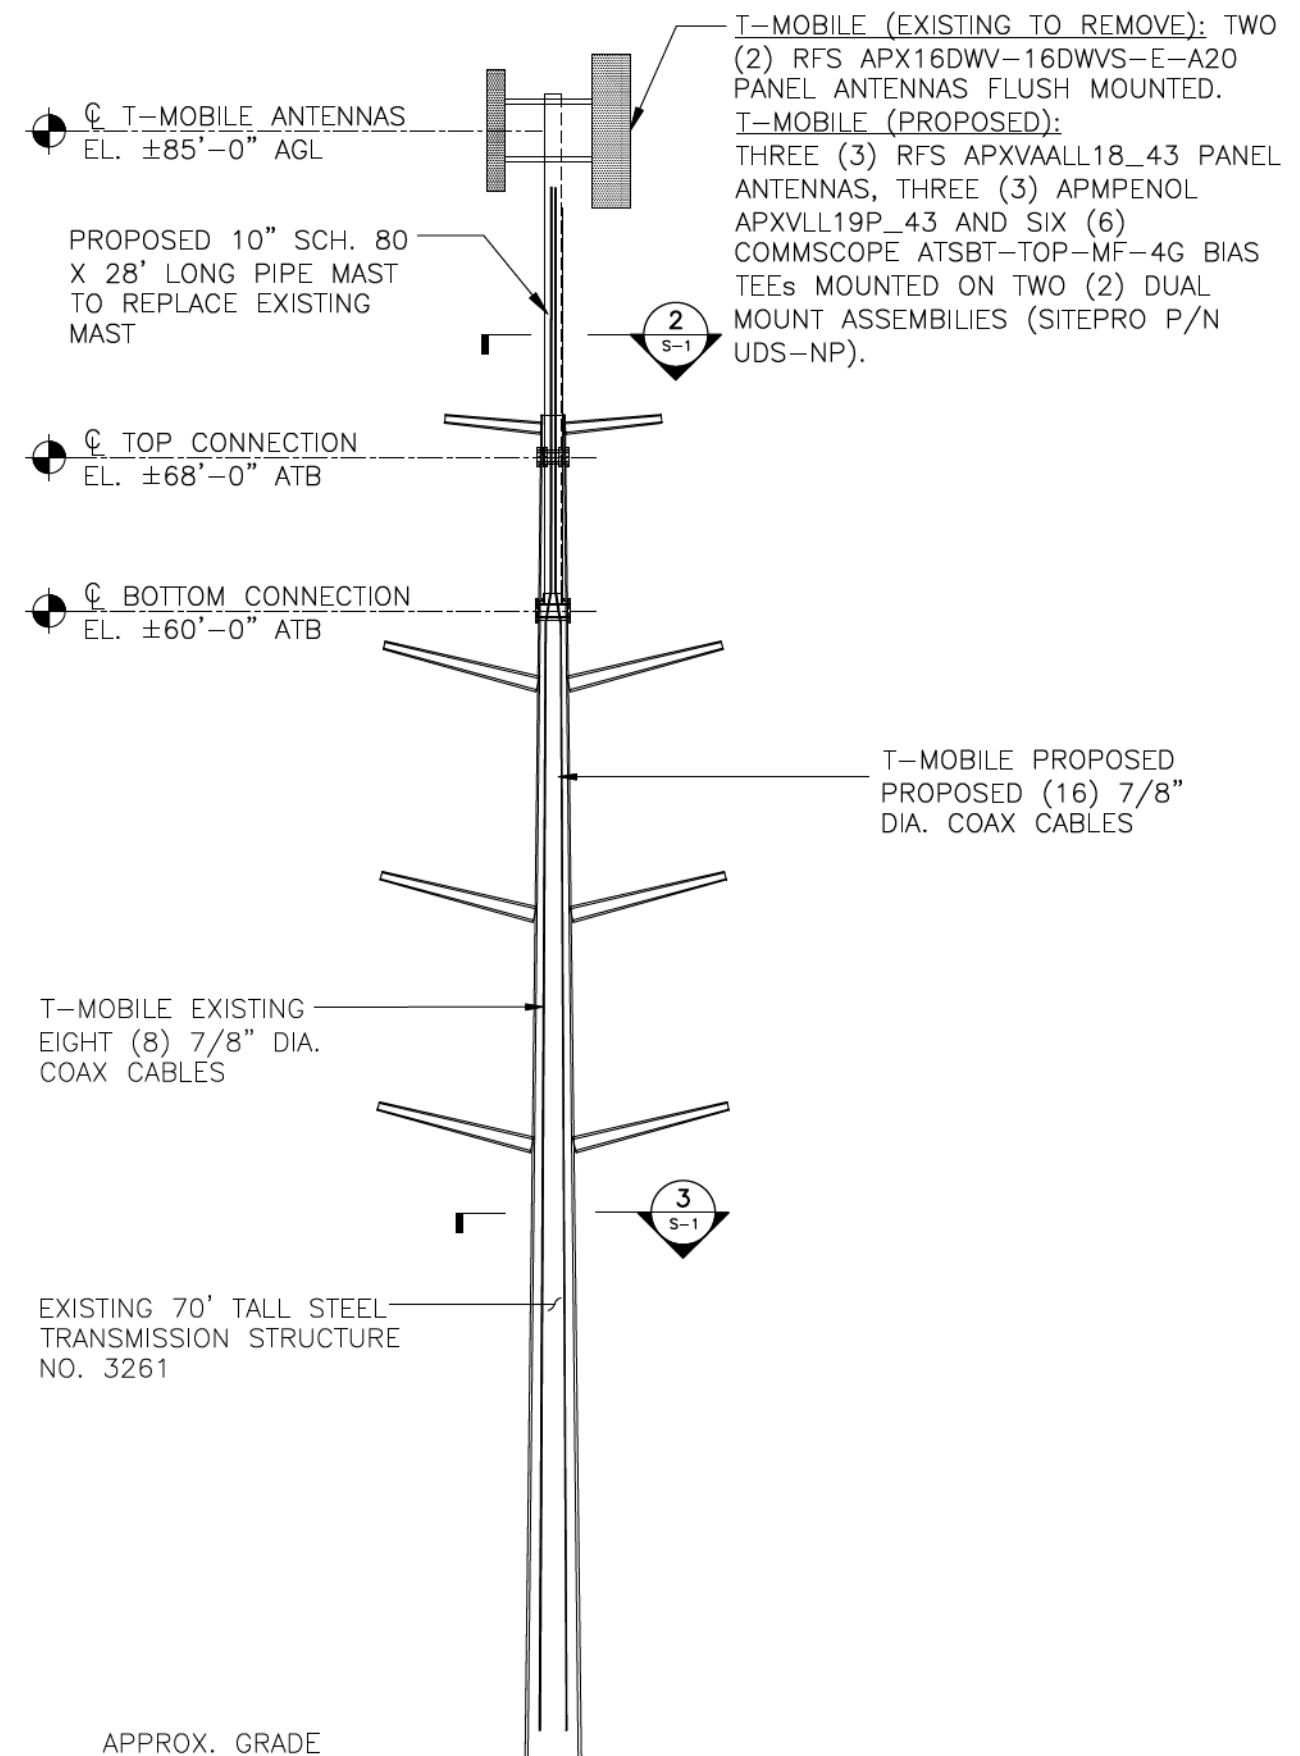 T-MOBILE (EXISTING TO REMOVE): TWO
(2) RFS APX16DWV-16DWVS-E-A20
PANEL ANTENNAS FLUSH MOUNTED.
T-MOBILE (PROPOSED):
THREE (3) RFS APXVAALL18_43 PANEL
ANTENNAS, THREE (3) APMPENOL
APXVLL19P_43 AND SIX (6)
COMMSCOPE ATSBT-TOP-MF-4G BIAS
TEEs MOUNTED ON TWO (2) DUAL
MOUNT ASSEMBILIES (SITEPRO P/N
UDS-NP).
℄ T-MOBILE ANTENNAS
EL. ±85'-0" AGL
PROPOSED 10" SCH. 80
X 28' LONG PIPE MAST
TO REPLACE EXISTING
MAST
2
S-1
℄ TOP CONNECTION
EL. ±68'-0" ATB
℄ BOTTOM CONNECTION
EL. ±60'-0" ATB
T-MOBILE PROPOSED
PROPOSED (16) 7/8"
DIA. COAX CABLES
T-MOBILE EXISTING
EIGHT (8) 7/8" DIA.
COAX CABLES
3
S-1
EXISTING 70' TALL STEEL
TRANSMISSION STRUCTURE
NO. 3261
APPROX. GRADE